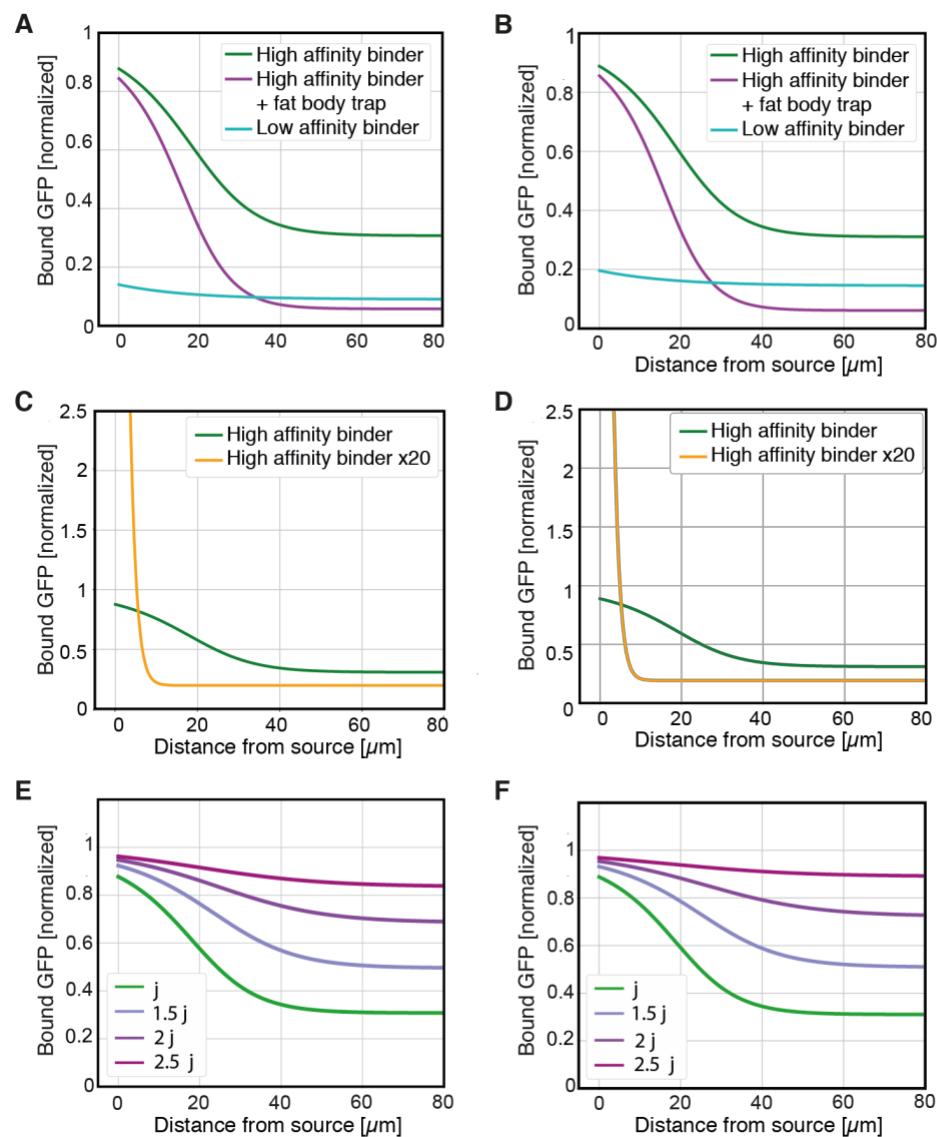 A
Bound GFP [normalized]
1
0.8
0.6
0.4
0.2
0
0
20
40
60
80
High affinity binder
High affinity binder
+ fat body trap
Low affinity binder
B
Bound GFP [normalized]
1
0.8
0.6
0.4
0.2
0
0
20
40
60
80
Distance from source [µm]
High affinity binder
High affinity binder
+ fat body trap
Low affinity binder
C
Bound GFP [normalized]
2.5
2
1.5
1
0.5
0
0
20
40
60
80
Distance from source [µm]
High affinity binder
High affinity binder x20
D
Bound GFP [normalized]
2.5
2
1.5
1
0.5
0
0
20
40
60
80
Distance from source [µm]
High affinity binder
High affinity binder x20
E
Bound GFP [normalized]
1
0.8
0.6
0.4
0.2
0
0
20
40
60
80
Distance from source [µm]
j
1.5 j
2 j
2.5 j
F
Bound GFP [normalized]
1
0.8
0.6
0.4
0.2
0
0
20
40
60
80
Distance from source [µm]
j
1.5 j
2 j
2.5 j